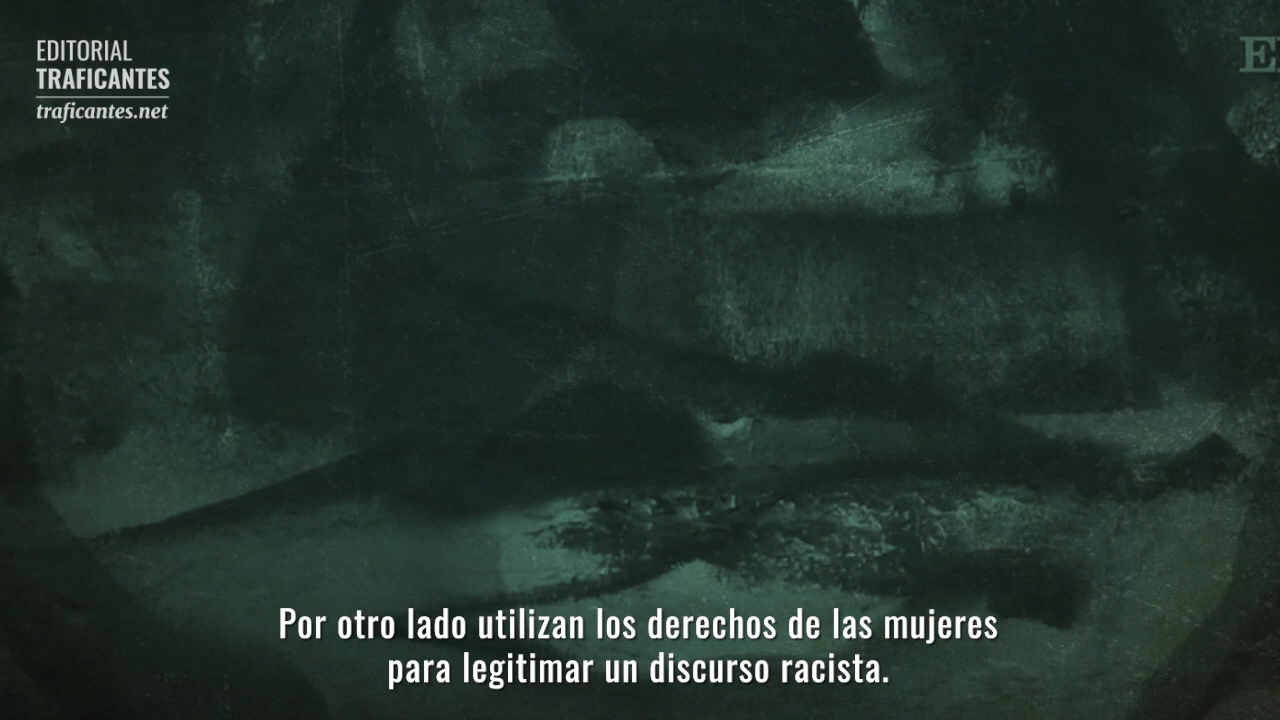 EDITORIAL
TRAFICANTES
traficantes.net
Por otro lado utilizan los derechos de las mujeres
para legitimar un discurso racista.